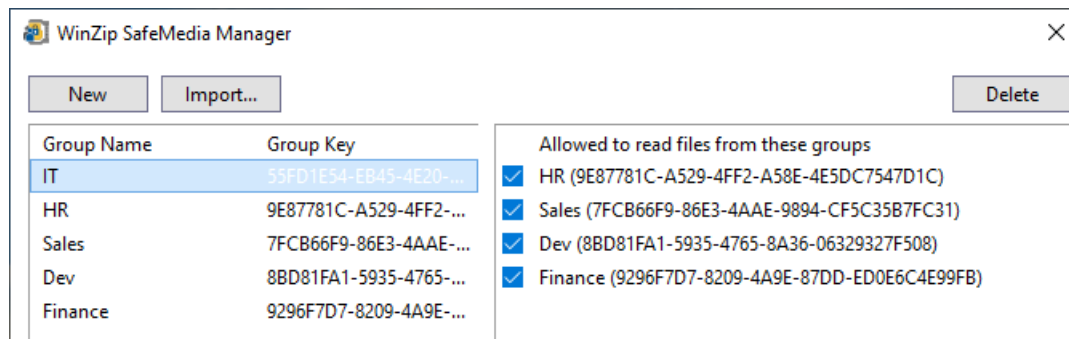 WinZip SafeMedia Manager
New Import... Delete
Group Name Group Key
IT 55FD1E54-EB45-4E20-...
HR 9E87781C-A529-4FF2-...
Sales 7FCB66F9-86E3-4AAE-...
Dev 8BD81FA1-5935-4765-...
Finance 9296F7D7-8209-4A9E-...
Allowed to read files from these groups
HR (9E87781C-A529-4FF2-A58E-4E5DC7547D1C)
Sales (7FCB66F9-86E3-4AAE-9894-CF5C35B7FC31)
Dev (8BD81FA1-5935-4765-8A36-06329327F508)
Finance (9296F7D7-8209-4A9E-87DD-ED0E6C4E99FB)